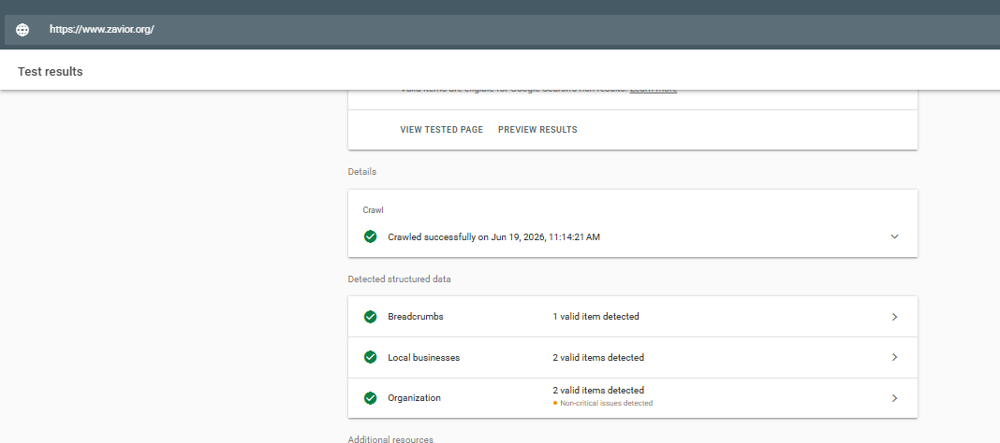 https://www.zavior.org/
Test results
Valid items are eligible for Google Search's rich results. Learn more
VIEW TESTED PAGE PREVIEW RESULTS
Details
Crawl
Crawled successfully on Jun 19, 2026, 11:14:21 AM
Detected structured data
Breadcrumbs 1 valid item detected
Local businesses 2 valid items detected
Organization 2 valid items detected
Non-critical issues detected
Additional resources